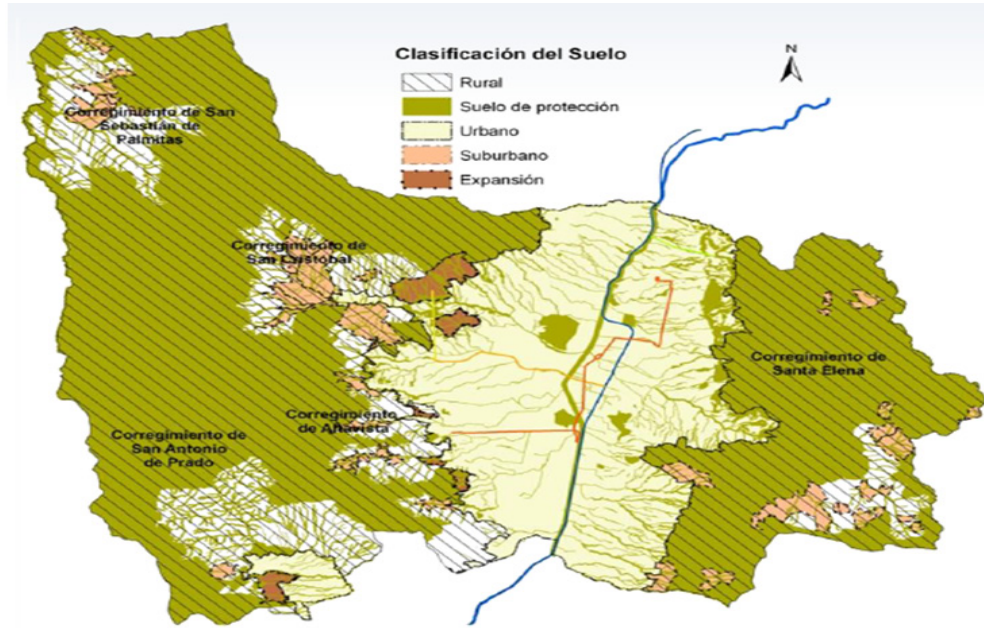 Clasificación del Suelo
N
Rural
Suelo de protección
Urbano
Suburbano
Expansión
Corregimiento de San
Sebastián de
Palmitas
Corregimiento de
San Cristóbal
Corregimiento de
Santa Elena
Corregimiento
de Altavista
Corregimiento de
San Antonio
de Prado